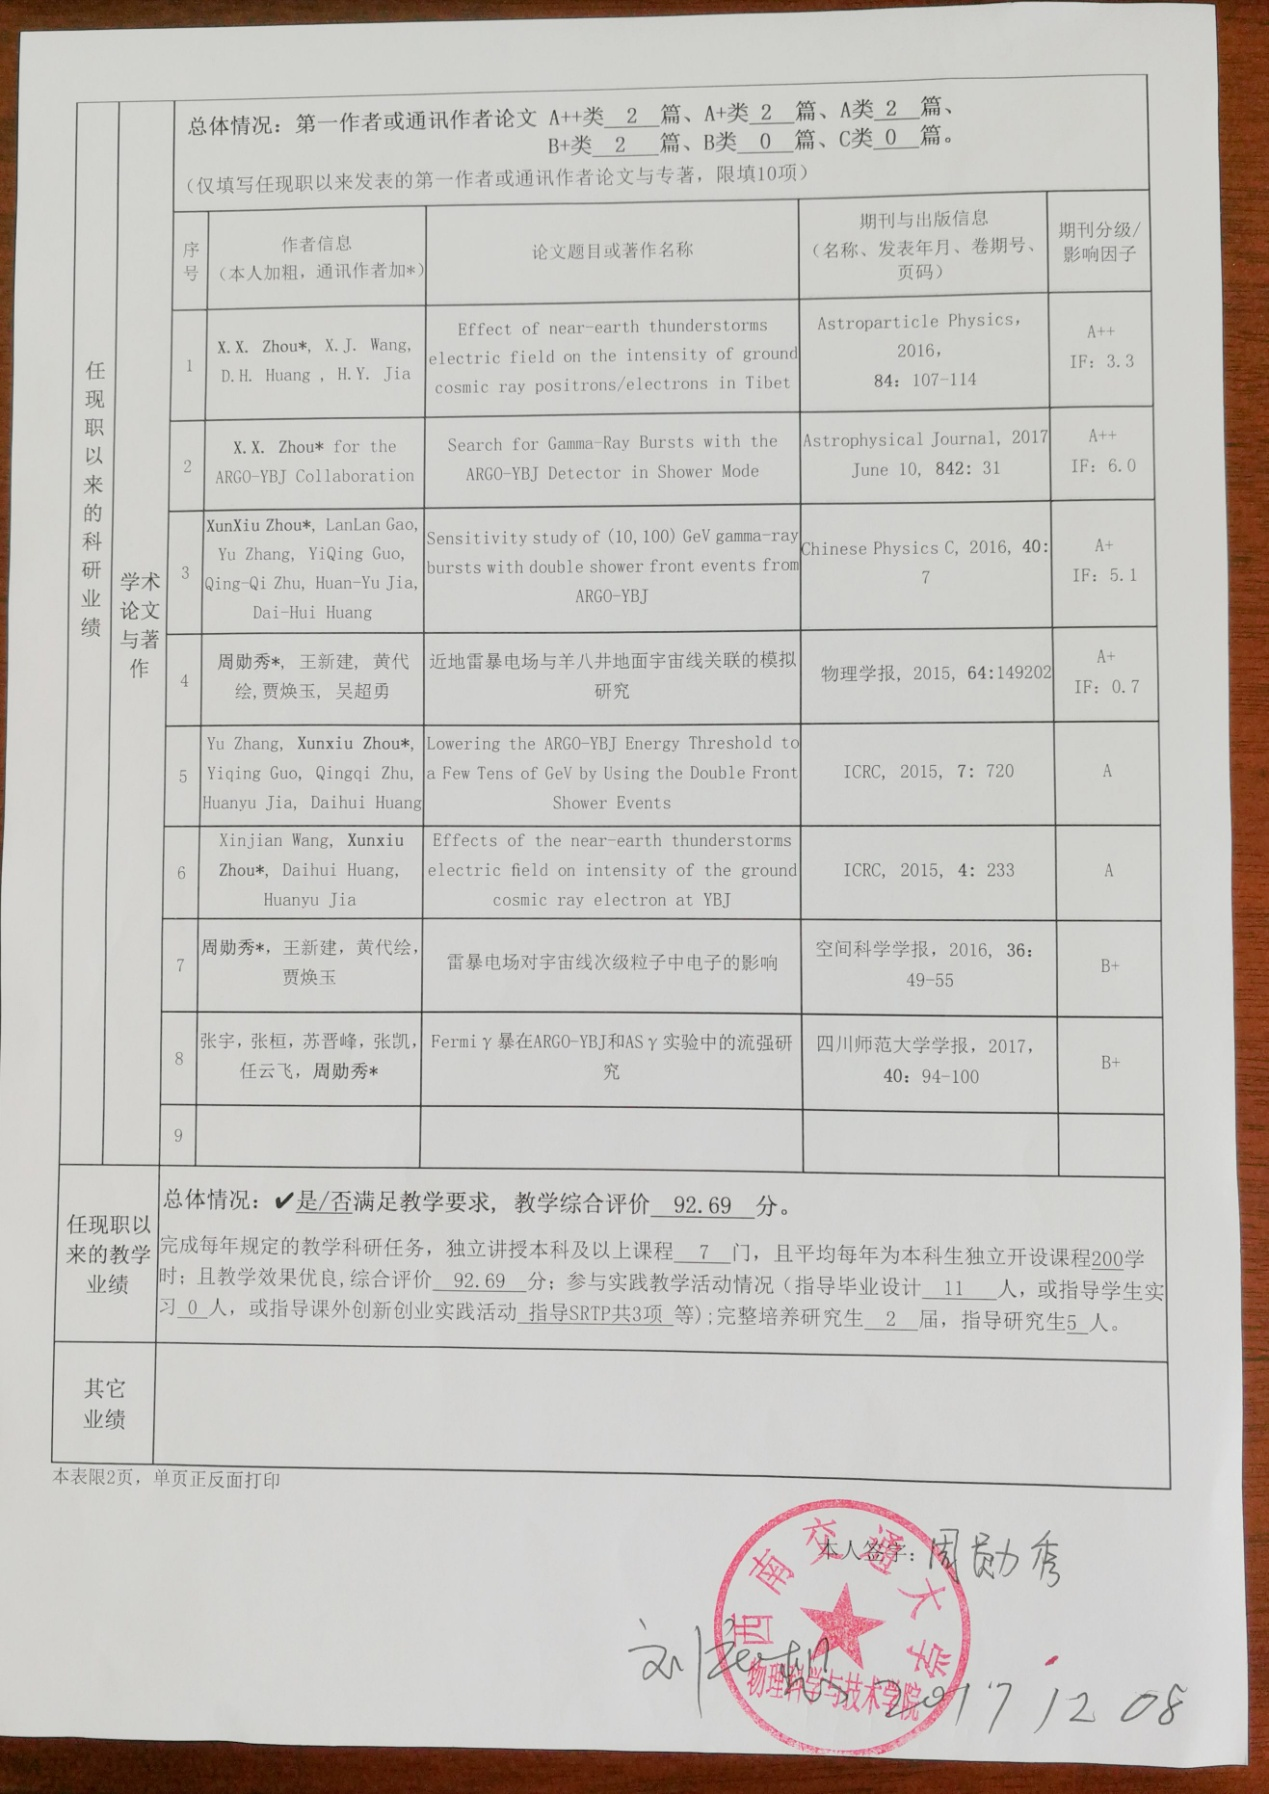 总体情况：第一作者或通讯作者论文 A++类 2 篇、A+类 2 篇、A类 2 篇、
B+类 2 篇、B类 0 篇、C类 0 篇。
（仅填写任现职以来发表的第一作者或通讯作者论文与专著，限填10项）
任现职以来的科研业绩
学术
论文
与著
作
序
号
作者信息
（本人加粗，通讯作者加*）
论文题目或著作名称
期刊与出版信息
（名称、发表年月、卷期号、
页码）
期刊分级/
影响因子
1
X.X. Zhou*, X.J. Wang,
D.H. Huang , H.Y. Jia
Effect of near-earth thunderstorms
electric field on the intensity of ground
cosmic ray positrons/electrons in Tibet
Astroparticle Physics,
2016,
84: 107-114
A++
IF: 3.3
2
X.X. Zhou* for the
ARGO-YBJ Collaboration
Search for Gamma-Ray Bursts with the
ARGO-YBJ Detector in Shower Mode
Astrophysical Journal, 2017
June 10, 842: 31
A++
IF: 6.0
3
XunXiu Zhou*, LanLan Gao,
Yu Zhang, YiQing Guo,
Qing-Qi Zhu, Huan-Yu Jia,
Dai-Hui Huang
Sensitivity study of (10,100) GeV gamma-ray
bursts with double shower front events from
ARGO-YBJ
Chinese Physics C, 2016, 40:
7
A+
IF: 5.1
4
周勋秀*, 王新建, 黄代
绘,贾焕玉, 吴超勇
近地雷暴电场与羊八井地面宇宙线关联的模拟
研究
物理学报, 2015, 64:149202
A+
IF: 0.7
5
Yu Zhang, Xunxiu Zhou*,
Yiqing Guo, Qingqi Zhu,
Huanyu Jia, Daihui Huang
Lowering the ARGO-YBJ Energy Threshold to
a Few Tens of GeV by Using the Double Front
Shower Events
ICRC, 2015, 7: 720
A
6
Xinjian Wang, Xunxiu
Zhou*, Daihui Huang,
Huanyu Jia
Effects of the near-earth thunderstorms
electric field on intensity of the ground
cosmic ray electron at YBJ
ICRC, 2015, 4: 233
A
7
周勋秀*，王新建，黄代绘，
贾焕玉
雷暴电场对宇宙线次级粒子中电子的影响
空间科学学报，2016, 36:
49-55
B+
8
张宇，张桓，苏晋峰，张凯，
任云飞，周勋秀*
Fermiγ暴在ARGO-YBJ和ASγ实验中的流强研
究
四川师范大学学报，2017，
40: 94-100
B+
9
任现职以
来的教学
业绩
总体情况：✔是/否满足教学要求, 教学综合评价 92.69 分。
完成每年规定的教学科研任务，独立讲授本科及以上课程 7 门，且平均每年为本科生独立开设课程200学
时；且教学效果优良,综合评价 92.69 分；参与实践教学活动情况（指导毕业设计 11 人，或指导学生实
习 0 人，或指导课外创新创业实践活动 指导SRTP共3项 等);完整培养研究生 2 届，指导研究生5 人。
其它
业绩
本表限2页，单页正反面打印
本人签字：周勋秀
西南交通大学
物理科学与技术学院
2017 12 08